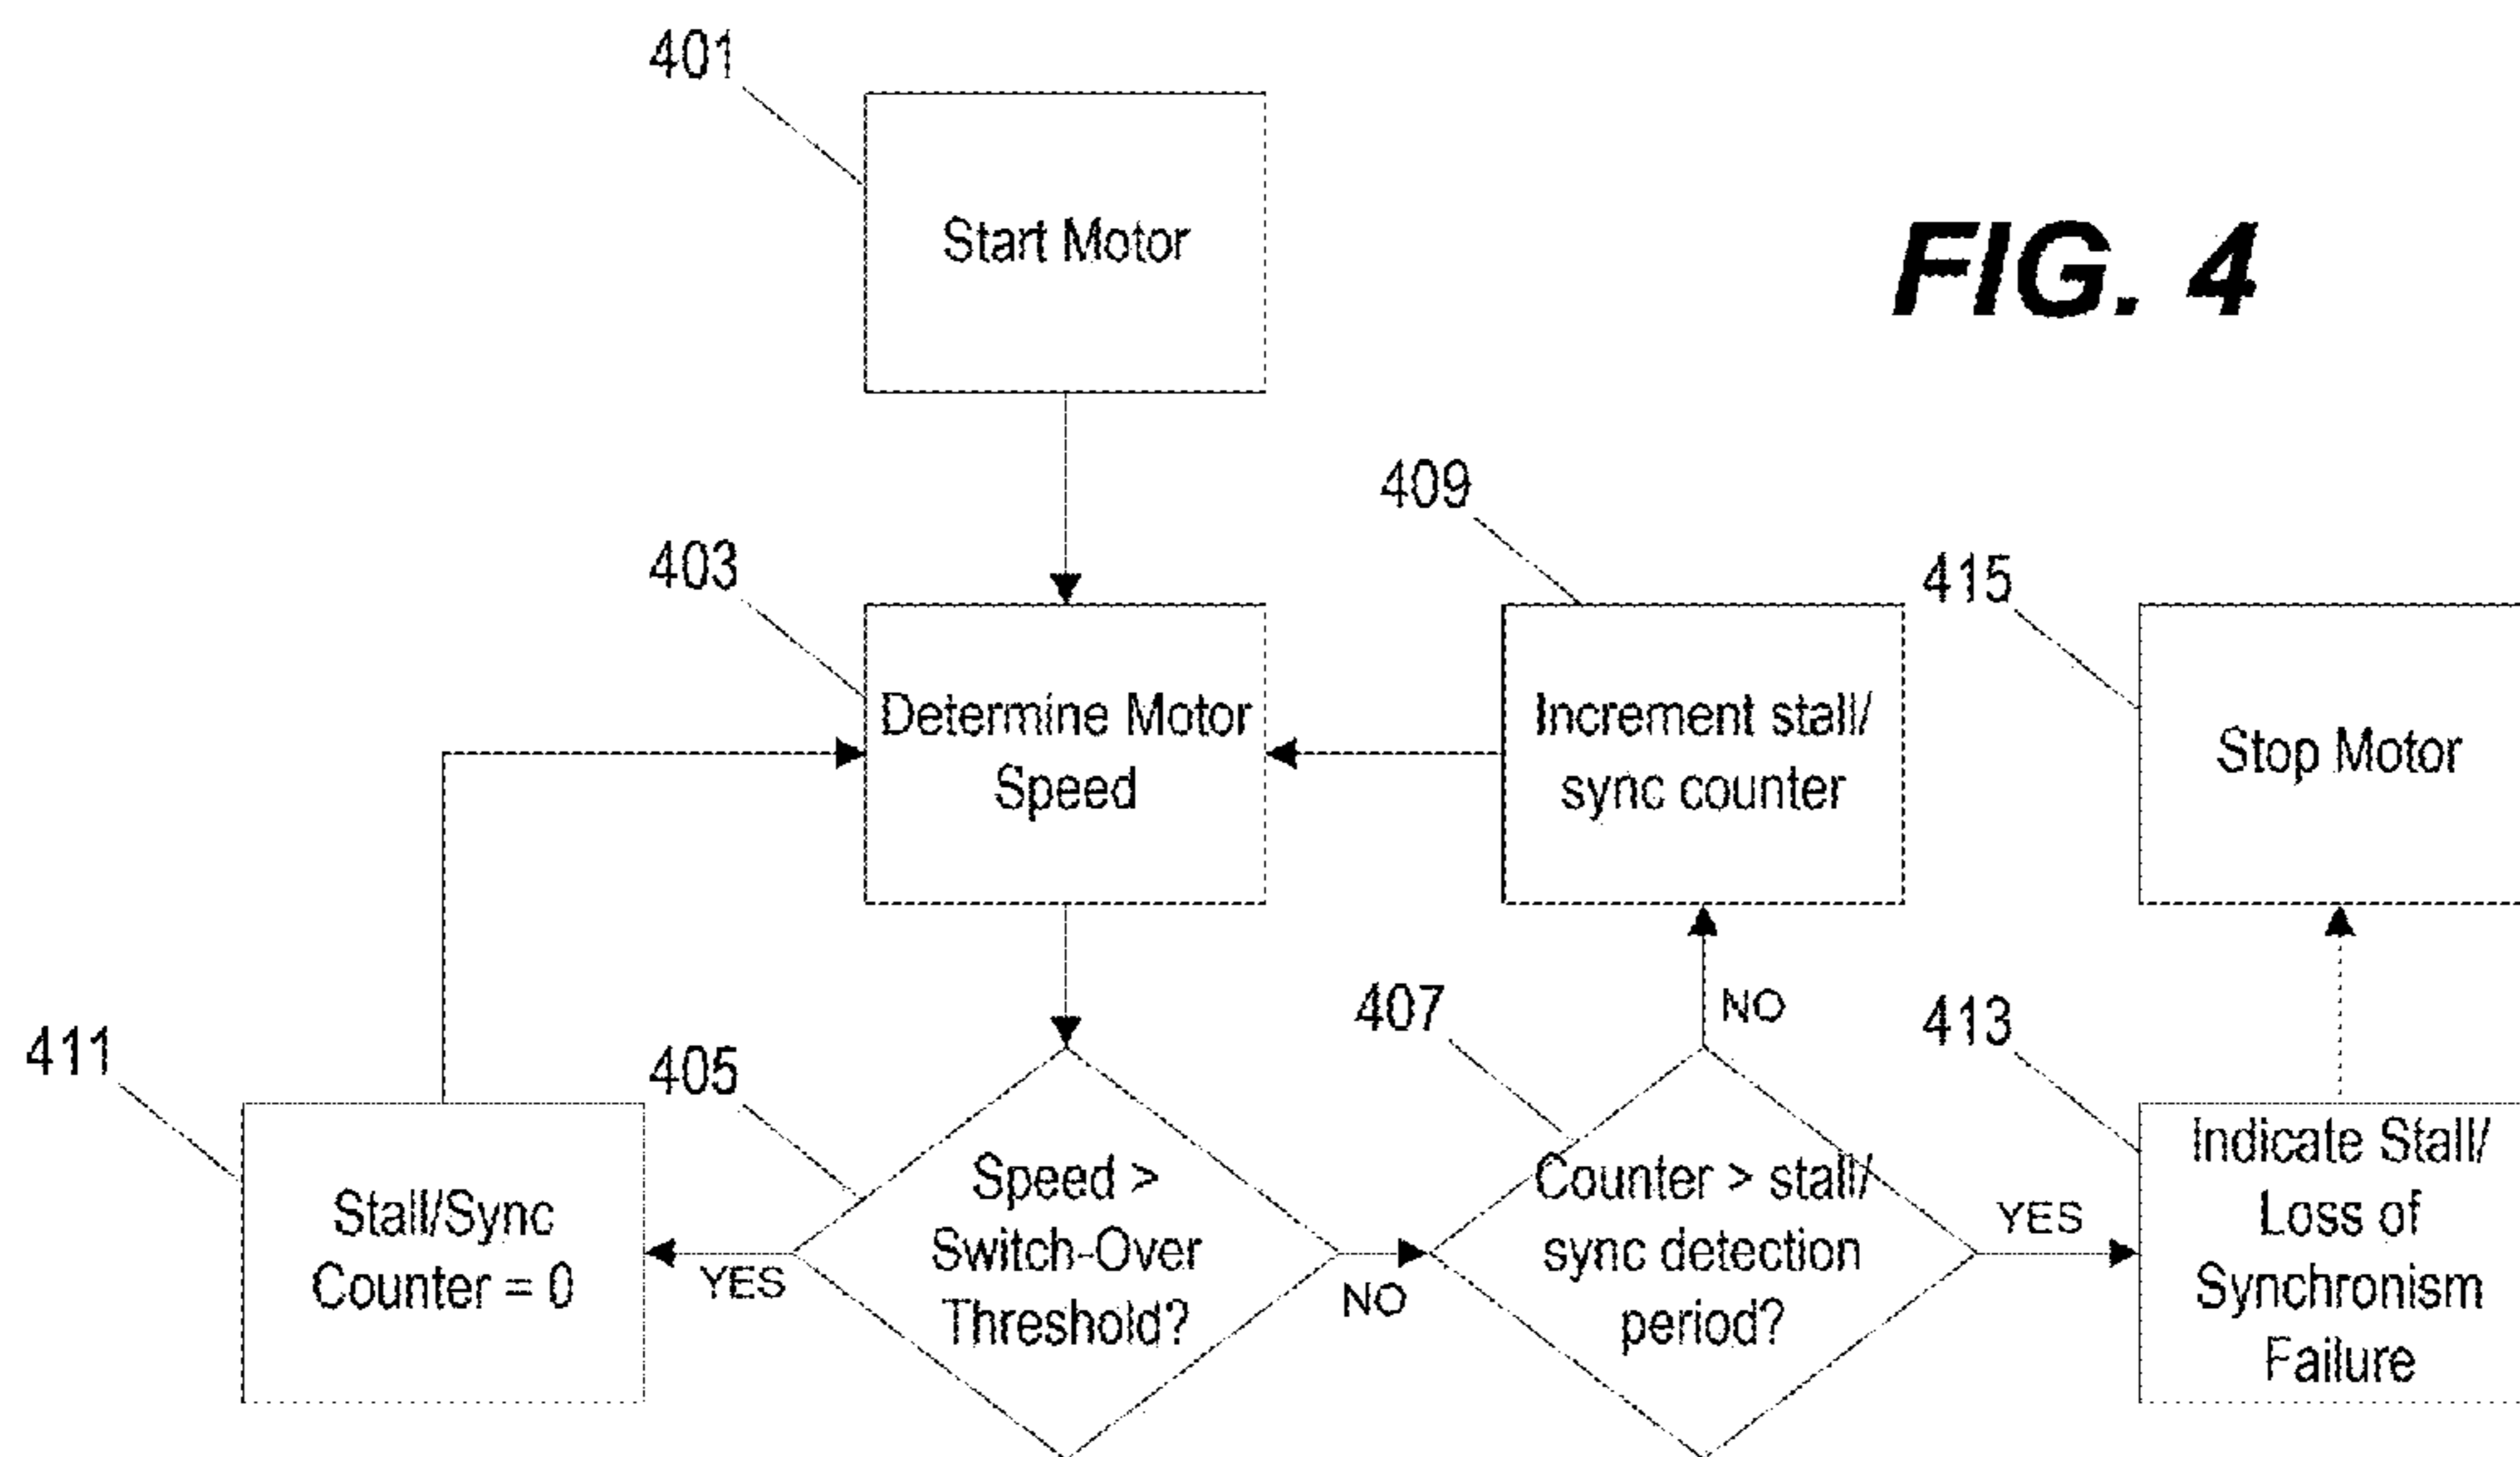 401
Start Motor
FIG. 4
403
Determine Motor
Speed
409
Increment stall/
sync counter
415
Stop Motor
411
Stall/Sync
Counter = 0
405
Speed >
Switch-Over
Threshold?
YES
NO
407
Counter > stall/
sync detection
period?
NO
YES
413
Indicate Stall/
Loss of
Synchronism
Failure